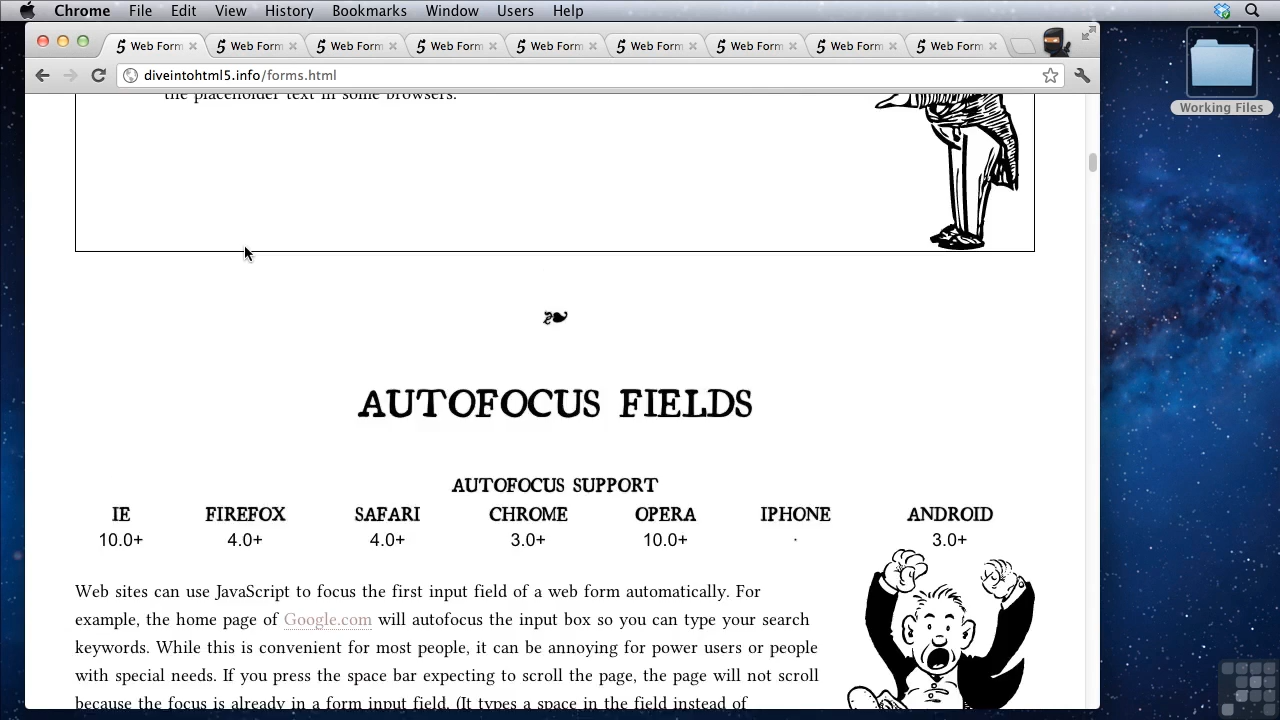 Chrome File Edit View History Bookmarks Window Users Help
Web Form Web Form Web Form Web Form Web Form Web Form Web Form Web Form Web Form
diveintohtml5.info/forms.html
Working Files
the placeholder text in some browsers.
AUTOFOCUS FIELDS
AUTOFOCUS SUPPORT
IE FIREFOX SAFARI CHROME OPERA IPHONE ANDROID
10.0+ 4.0+ 4.0+ 3.0+ 10.0+ · 3.0+
Web sites can use JavaScript to focus the first input field of a web form automatically. For
example, the home page of Google.com will autofocus the input box so you can type your search
keywords. While this is convenient for most people, it can be annoying for power users or people
with special needs. If you press the space bar expecting to scroll the page, the page will not scroll
because the focus is already in a form input field. (It types a space in the field instead of